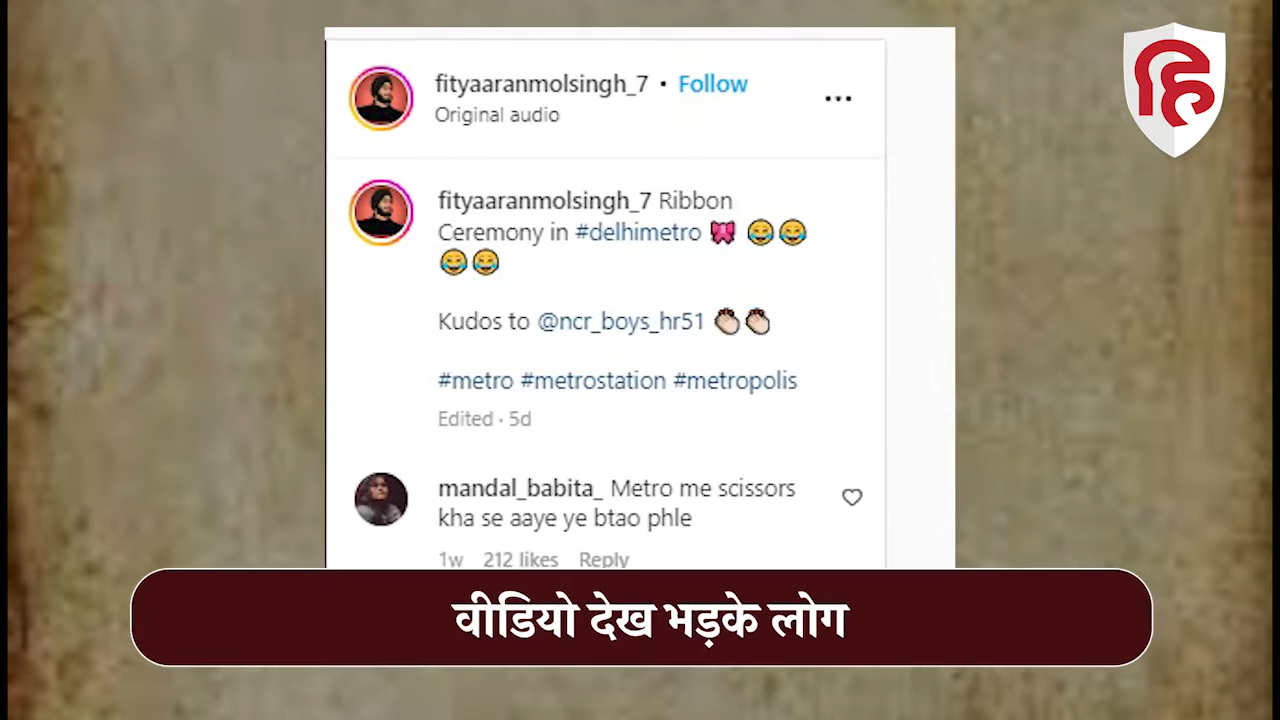 fityaaranmolsingh_7 • Follow
Original audio
fityaaranmolsingh_7 Ribbon
Ceremony in #delhimetro 🎀 😂😂
😂😂
Kudos to @ncr_boys_hr51 👏🏻👏🏻
#metro #metrostation #metropolis
Edited · 5d
mandal_babita_ Metro me scissors
kha se aaye ye btao phle
1w 212 likes Reply
वीडियो देख भड़के लोग
हि